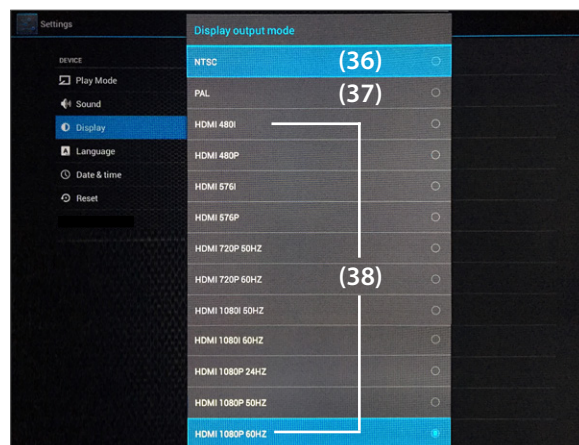 Settings
DEVICE
Play Mode
Sound
Display
Language
Date & time
Reset
Display output mode
NTSC (36)
PAL (37)
HDMI 480I
HDMI 480P
HDMI 576I
HDMI 576P
HDMI 720P 50HZ
HDMI 720P 60HZ (38)
HDMI 1080I 50HZ
HDMI 1080I 60HZ
HDMI 1080P 24HZ
HDMI 1080P 50HZ
HDMI 1080P 60HZ